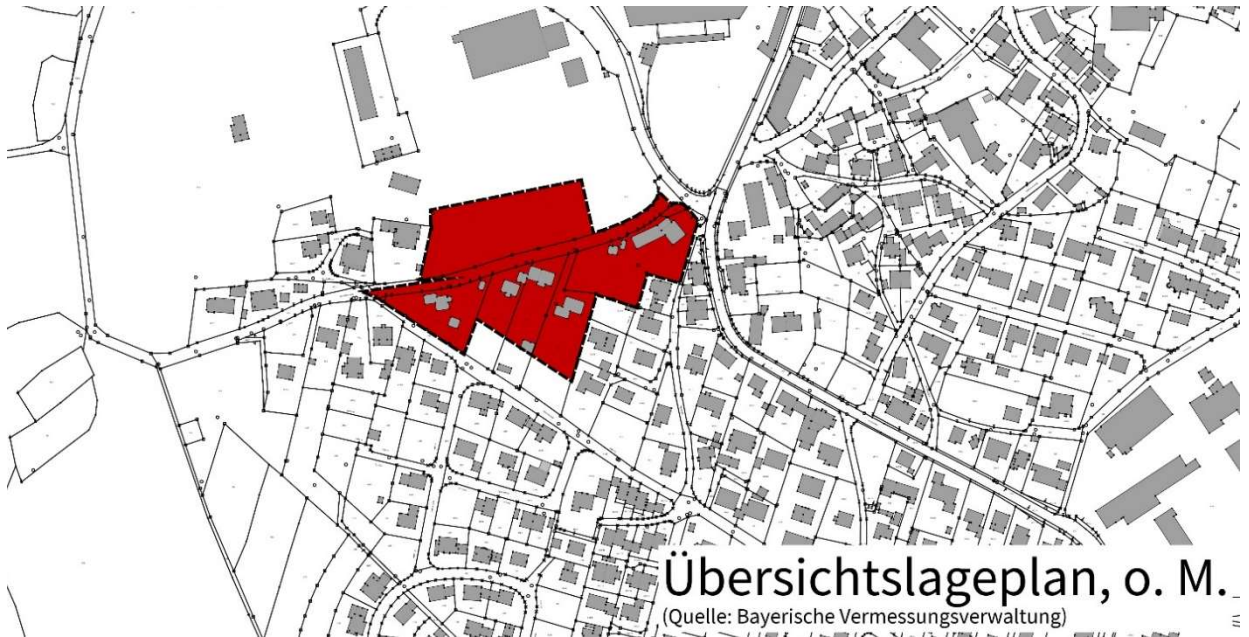 Übersichtslageplan, o. M.
(Quelle: Bayerische Vermessungsverwaltung)